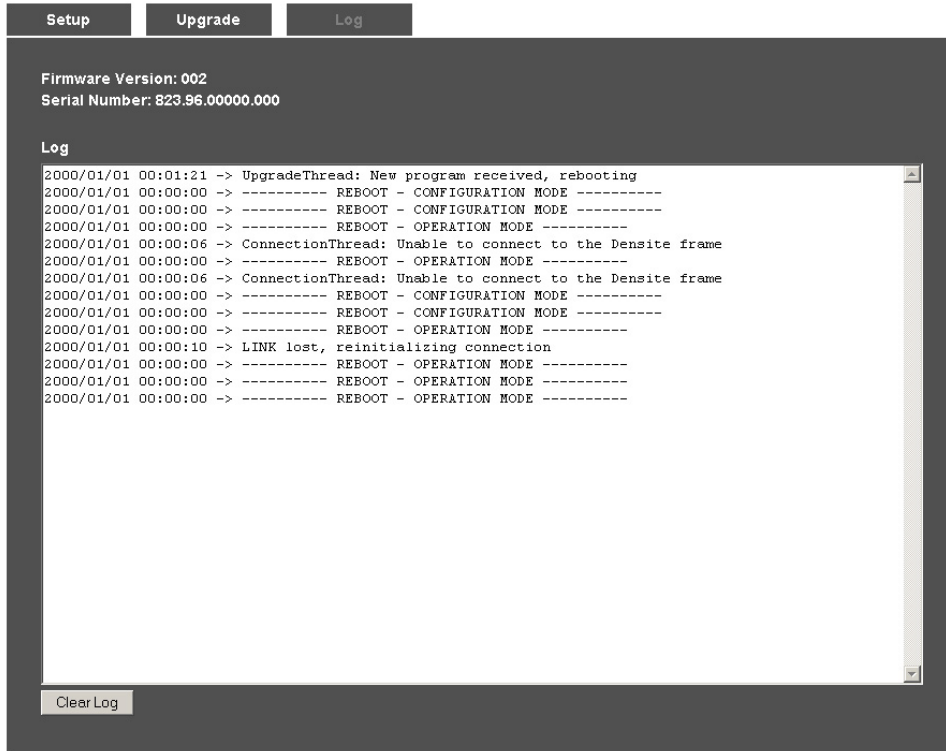 Setup Upgrade Log
Firmware Version: 002
Serial Number: 823.96.00000.000
Log
2000/01/01 00:01:21 -> UpgradeThread: New program received, rebooting
2000/01/01 00:00:00 -> ---------- REBOOT - CONFIGURATION MODE ----------
2000/01/01 00:00:00 -> ---------- REBOOT - CONFIGURATION MODE ----------
2000/01/01 00:00:00 -> ---------- REBOOT - OPERATION MODE ----------
2000/01/01 00:00:06 -> ConnectionThread: Unable to connect to the Densite frame
2000/01/01 00:00:00 -> ---------- REBOOT - OPERATION MODE ----------
2000/01/01 00:00:06 -> ConnectionThread: Unable to connect to the Densite frame
2000/01/01 00:00:00 -> ---------- REBOOT - CONFIGURATION MODE ----------
2000/01/01 00:00:00 -> ---------- REBOOT - CONFIGURATION MODE ----------
2000/01/01 00:00:00 -> ---------- REBOOT - OPERATION MODE ----------
2000/01/01 00:00:10 -> LINK lost, reinitializing connection
2000/01/01 00:00:00 -> ---------- REBOOT - OPERATION MODE ----------
2000/01/01 00:00:00 -> ---------- REBOOT - OPERATION MODE ----------
2000/01/01 00:00:00 -> ---------- REBOOT - OPERATION MODE ----------
Clear Log